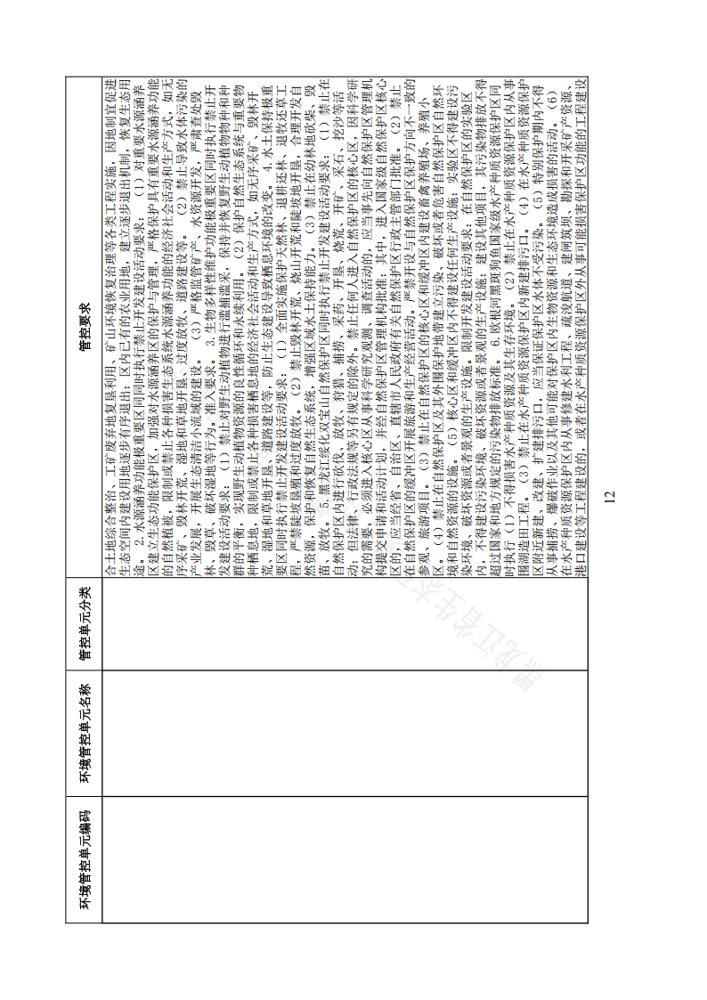 环境管控单元编码 环境管控单元名称 管控单元分类 管控要求
合土地综合整治、工矿废弃地复垦利用、矿山环境恢复治理等各类工程实施，因地制宜促进
生态空间内建设用地逐步有序退出；区内已有的农业用地，建立逐步退出机制，恢复生态用
途。2.水源涵养功能极重要区同同时执行禁止开发建设活动要求：（1）对重要水源涵养
区建立生态功能保护区，加强对水源涵养区的保护与管理，严格保护具有重要水源涵养功能
的自然植被，限制或禁止各种损害生态系统水源涵养功能的经济社会活动和生产方式，如无
序采矿、毁林开荒、湿地和草地开垦、过度放牧、道路建设等。（2）禁止导致水体污染的
产业发展，开展生态清洁小流域的建设。（3）严格监管矿产、水资源开发，严肃查处毁
林、毁草、破坏湿地等行为。准入要求。3.生物多样性维护功能极重要区同时执行禁止开
发建设活动要求：（1）禁止对野生动植物进行滥捕滥采，保持并恢复野生动植物物种和种
群的平衡，实现野生动植物资源的良性循环和永续利用。（2）保护自然生态系统与重要物
种栖息地，限制或禁止各种损害栖息地的经济社会活动和生产方式，如无序采矿、毁林开
荒、湿地和草地开垦、道路建设等，防止生态建设导致栖息环境的改变。4.水土保持极重
要区同时执行禁止开发建设活动要求：（1）全面实施保护天然林、退耕还林、退牧还草工
程，严禁陡坡垦殖和过度放牧。（2）禁止毁林开荒、烧山开荒和陡坡地开垦，合理开发自
然资源，保护和恢复自然生态系统，增强区域水土保持能力。（3）禁止在幼林地砍柴、毁
苗、放牧。5.黑龙江绥化双宝山自然保护区同时执行禁止开发建设活动要求：（1）禁止在
自然保护区内进行砍伐、放牧、狩猎、捕捞、采药、开垦、烧荒、开矿、采石、挖沙等活
动；但法律、行政法规等另有规定的除外。禁止任何人进入自然保护区的核心区，因科学研
究的需要，必须进入核心区从事科学研究观测、调查活动的，应当事先向自然保护区管理机
构提交申请和活动计划，并经自然保护区管理机构批准；其中，进入国家级自然保护区核心
区的，应当经省、自治区、直辖市人民政府有关自然保护区行政主管部门批准。（2）禁止
在自然保护区的缓冲区开展旅游和生产经营活动。严禁开设与自然保护区保护方向不一致的
参观、旅游项目。（3）禁止在自然保护区的核心区和缓冲区内建设畜禽养殖场、养殖小
区。（4）禁止在自然保护区及其外围保护地带建立污染、破坏或者危害自然保护区自然环
境和自然资源的设施。（5）核心区和缓冲区内不得建设任何生产设施；实验区不得建设污
染环境、破坏资源或者景观的生产设施。限制开发建设活动要求：在自然保护区的实验区
内，不得建设污染环境、破坏资源或者景观的生产设施；建设其他项目，其污染物排放不得
超过国家和地方规定的污染物排放标准。6.欧根河黑斑狗鱼国家级水产种质资源保护区同
时执行（1）不得损害水产种质资源及其生存环境。（2）禁止在水产种质资源保护区内从事
围湖造田工程。（3）禁止在水产种质资源保护区内新建排污口。（4）在水产种质资源保护
区附近新建、改建、扩建排污口，应当保证保护区水体不受污染。（5）特别保护期内不得
从事捕捞、爆破作业以及其他可能对保护区内生物资源和生态环境造成损害的活动。（6）
在水产种质资源保护区内从事修建水利工程、疏浚航道、建闸筑坝、勘探和开采矿产资源、
港口建设等工程建设的，或者在水产种质资源保护区外从事可能损害保护区功能的工程建设
黑龙江省生态
12